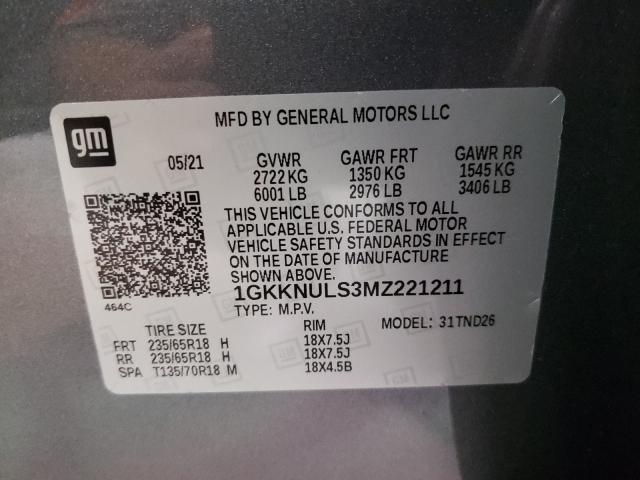 gm
MFD BY GENERAL MOTORS LLC
05/21 GVWR GAWR FRT GAWR RR
2722 KG 1350 KG 1545 KG
6001 LB 2976 LB 3406 LB
THIS VEHICLE CONFORMS TO ALL
APPLICABLE U.S. FEDERAL MOTOR
VEHICLE SAFETY STANDARDS IN EFFECT
ON THE DATE OF MANUFACTURE
SHOWN ABOVE.
464C
1GKKNULS3MZ221211
TYPE: M.P.V.
MODEL: 31TND26
TIRE SIZE RIM
FRT 235/65R18 H 18X7.5J
RR 235/65R18 H 18X7.5J
SPA T135/70R18 M 18X4.5B